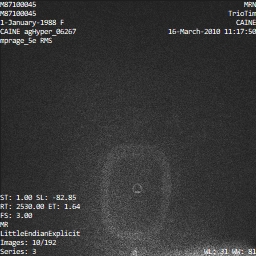 M87100045
M87100045
1-January-1988 F
CAINE agHyper_06267
mprage_5e RMS
MRN
TrioTim
CAINE
16-March-2010 11:17:50
ST: 1.00 SL: -82.85
RT: 2530.00 ET: 1.64
FS: 3.00
MR
LittleEndianExplicit
Images: 10/192
Series: 3
WL: 31 WW: 81